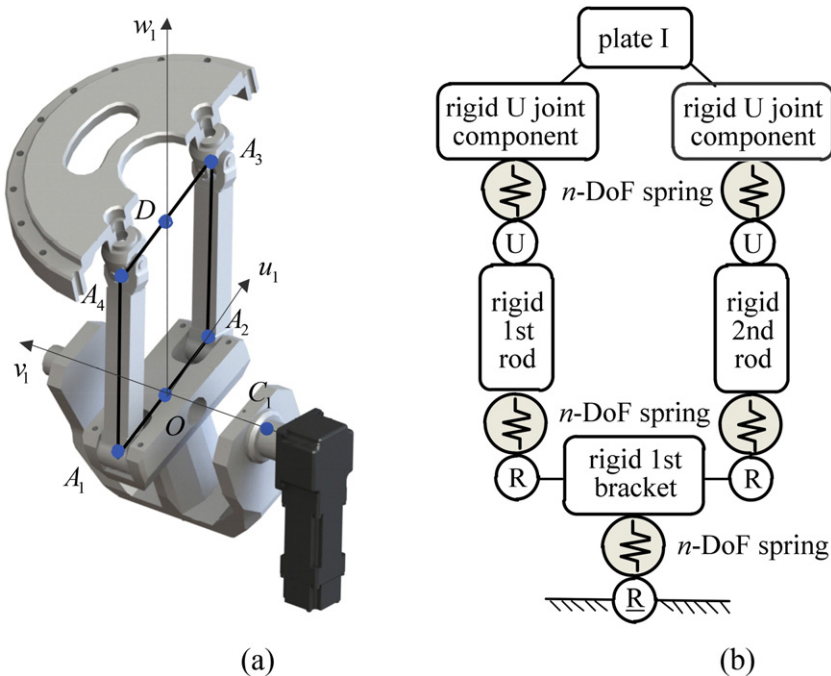 w₁
A₃
D
A₄
u₁
A₂
v₁
C₁
O
A₁
(a)
plate I
rigid U joint
component
rigid U joint
component
n-DoF spring
U
U
rigid
1st
rod
rigid
2nd
rod
n-DoF spring
R
rigid 1st
bracket
R
n-DoF spring
R
(b)